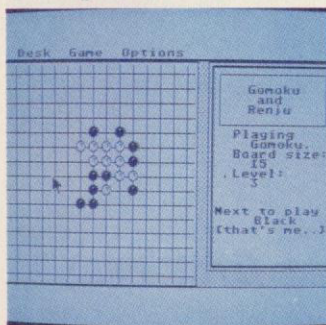 Desk Game Options
Gomoku
and
Renju
Playing
Gomoku.
Board size:
15
Level:
3
Next to play
Black
(that's me..)